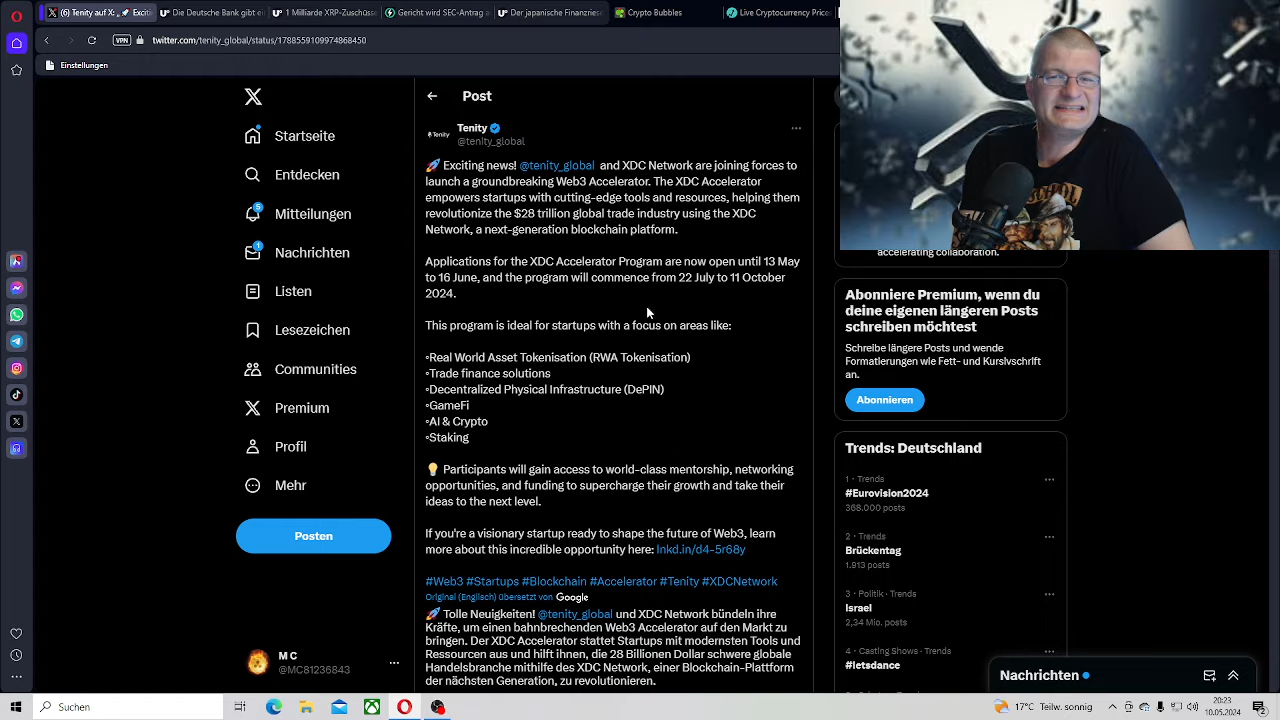 Tenity auf X: „🚀 Exciti
Die Deutsche Bank gibt ei
1 Milliarde XRP-Zuschüss
Gericht wird SEC-Antrag a
Der japanische Finanzries
Crypto Bubbles
Live Cryptocurrency Prices
VPN
twitter.com/tenity_global/status/1788559109974868450
Einstellungen
Startseite
Entdecken
5
Mitteilungen
1
Nachrichten
Listen
Lesezeichen
Communities
Premium
Profil
Mehr
Posten
M C
@MC81236843
Post
Tenity
Tenity
@tenity_global
🚀 Exciting news! @tenity_global and XDC Network are joining forces to
launch a groundbreaking Web3 Accelerator. The XDC Accelerator
empowers startups with cutting-edge tools and resources, helping them
revolutionize the $28 trillion global trade industry using the XDC
Network, a next-generation blockchain platform.
Applications for the XDC Accelerator Program are now open until 13 May
to 16 June, and the program will commence from 22 July to 11 October
2024.
This program is ideal for startups with a focus on areas like:
◦Real World Asset Tokenisation (RWA Tokenisation)
◦Trade finance solutions
◦Decentralized Physical Infrastructure (DePIN)
◦GameFi
◦AI & Crypto
◦Staking
💡 Participants will gain access to world-class mentorship, networking
opportunities, and funding to supercharge their growth and take their
ideas to the next level.
If you're a visionary startup ready to shape the future of Web3, learn
more about this incredible opportunity here: lnkd.in/d4-5r68y
#Web3 #Startups #Blockchain #Accelerator #Tenity #XDCNetwork
Original (Englisch) übersetzt von Google
🚀 Tolle Neuigkeiten! @tenity_global und XDC Network bündeln ihre
Kräfte, um einen bahnbrechenden Web3 Accelerator auf den Markt zu
bringen. Der XDC Accelerator stattet Startups mit modernsten Tools und
Ressourcen aus und hilft ihnen, die 28 Billionen Dollar schwere globale
Handelsbranche mithilfe des XDC Network, einer Blockchain-Plattform
der nächsten Generation, zu revolutionieren.
accelerating collaboration.
Abonniere Premium, wenn du
deine eigenen längeren Posts
schreiben möchtest
Schreibe längere Posts und wende
Formatierungen wie Fett- und Kursivschrift
an.
Abonnieren
Trends: Deutschland
1 · Trends
#Eurovision2024
368.000 posts
2 · Trends
Brückentag
1.913 posts
3 · Politik · Trends
Israel
2,34 Mio. posts
4 · Casting Shows · Trends
#letsdance
Nachrichten
Suchen
17°C Teilw. sonnig
20:23
10.05.2024